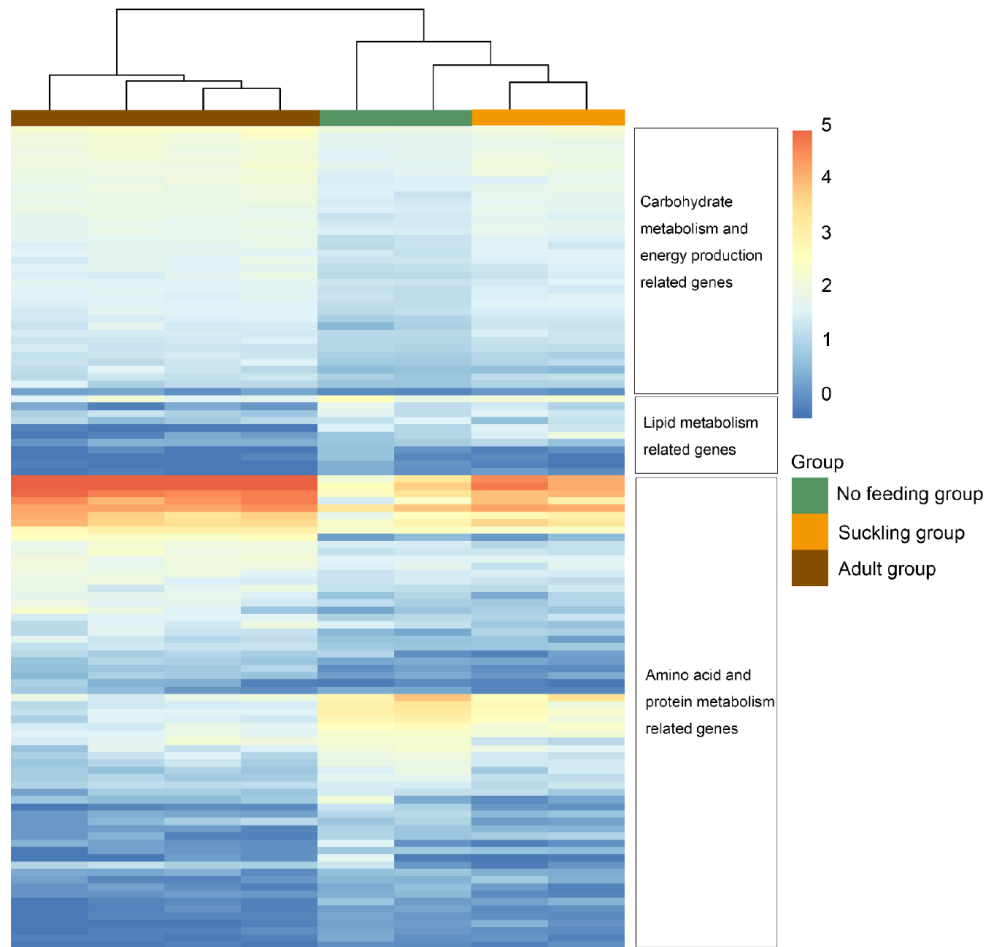 Carbohydrate
metabolism and
energy production
related genes
Lipid metabolism
related genes
Amino acid and
protein metabolism
related genes
5
4
3
2
1
0
Group
No feeding group
Suckling group
Adult group